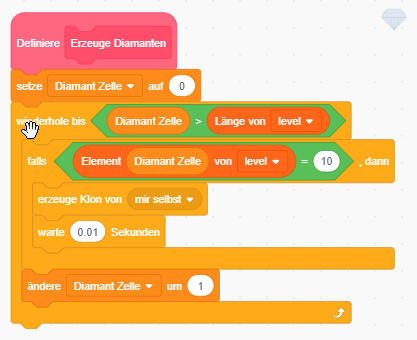 Definiere Erzeuge Diamanten
setze Diamant Zelle auf 0
wiederhole bis Diamant Zelle > Länge von level
falls Element Diamant Zelle von level = 10 , dann
erzeuge Klon von mir selbst
warte 0.01 Sekunden
ändere Diamant Zelle um 1